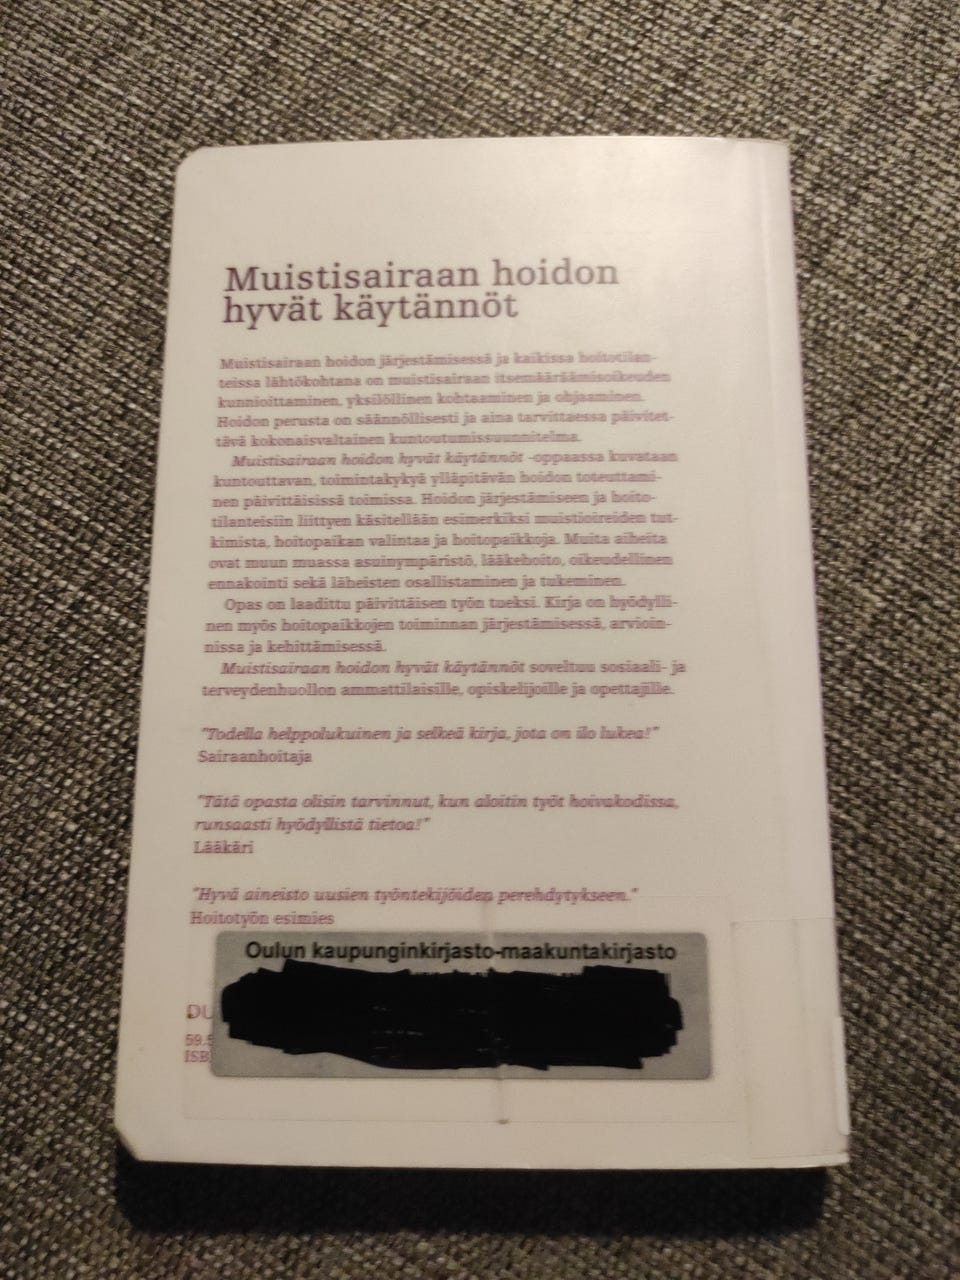 Muistisairaan hoidon
hyvät käytännöt
Muistisairaan hoidon järjestämisessä ja kaikissa hoitotilan-
teissa lähtökohtana on muistisairaan itsemääräämisoikeuden
kunnioittaminen, yksilöllinen kohtaaminen ja ohjaaminen.
Hoidon perusta on säännöllisesti ja aina tarvittaessa päivitet-
tävä kokonaisvaltainen kuntoutumissuunnitelma.
Muistisairaan hoidon hyvät käytännöt -oppaassa kuvataan
kuntouttavan, toimintakykyä ylläpitävän hoidon toteuttami-
nen päivittäisissä toimissa. Hoidon järjestämiseen ja hoito-
tilanteisiin liittyen käsitellään esimerkiksi muistioireiden tut-
kimista, hoitopaikan valintaa ja hoitopaikkoja. Muita aiheita
ovat muun muassa asuinympäristö, lääkehoito, oikeudellinen
ennakointi sekä läheisten osallistaminen ja tukeminen.
Opas on laadittu päivittäisen työn tueksi. Kirja on hyödylli-
nen myös hoitopaikkojen toiminnan järjestämisessä, arvioin-
nissa ja kehittämisessä.
Muistisairaan hoidon hyvät käytännöt soveltuu sosiaali- ja
terveydenhuollon ammattilaisille, opiskelijoille ja opettajille.
"Todella helppolukuinen ja selkeä kirja, jota on ilo lukea!"
Sairaanhoitaja
"Tätä opasta olisin tarvinnut, kun aloitin työt hoivakodissa,
runsaasti hyödyllistä tietoa!"
Lääkäri
"Hyvä aineisto uusien työntekijöiden perehdytykseen."
Hoitotyön esimies
Oulun kaupunginkirjasto-maakuntakirjasto
DU
59.5
ISB